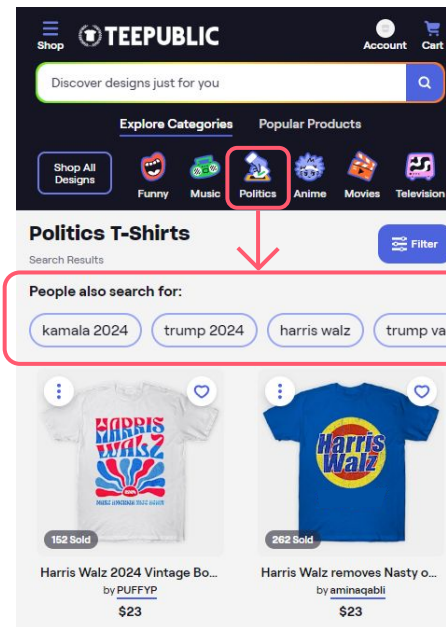 Shop
TEEPUBLIC
Account Cart
Discover designs just for you
Explore Categories Popular Products
Shop All
Designs
Funny Music Politics Anime Movies Television
Politics T-Shirts
Filter
Search Results
People also search for:
kamala 2024 trump 2024 harris walz trump va
HARRIS
WALZ
Harris
Walz
152 Sold 262 Sold
Harris Walz 2024 Vintage Bo... Harris Walz removes Nasty o...
by PUFFYP by aminaqabli
$23 $23